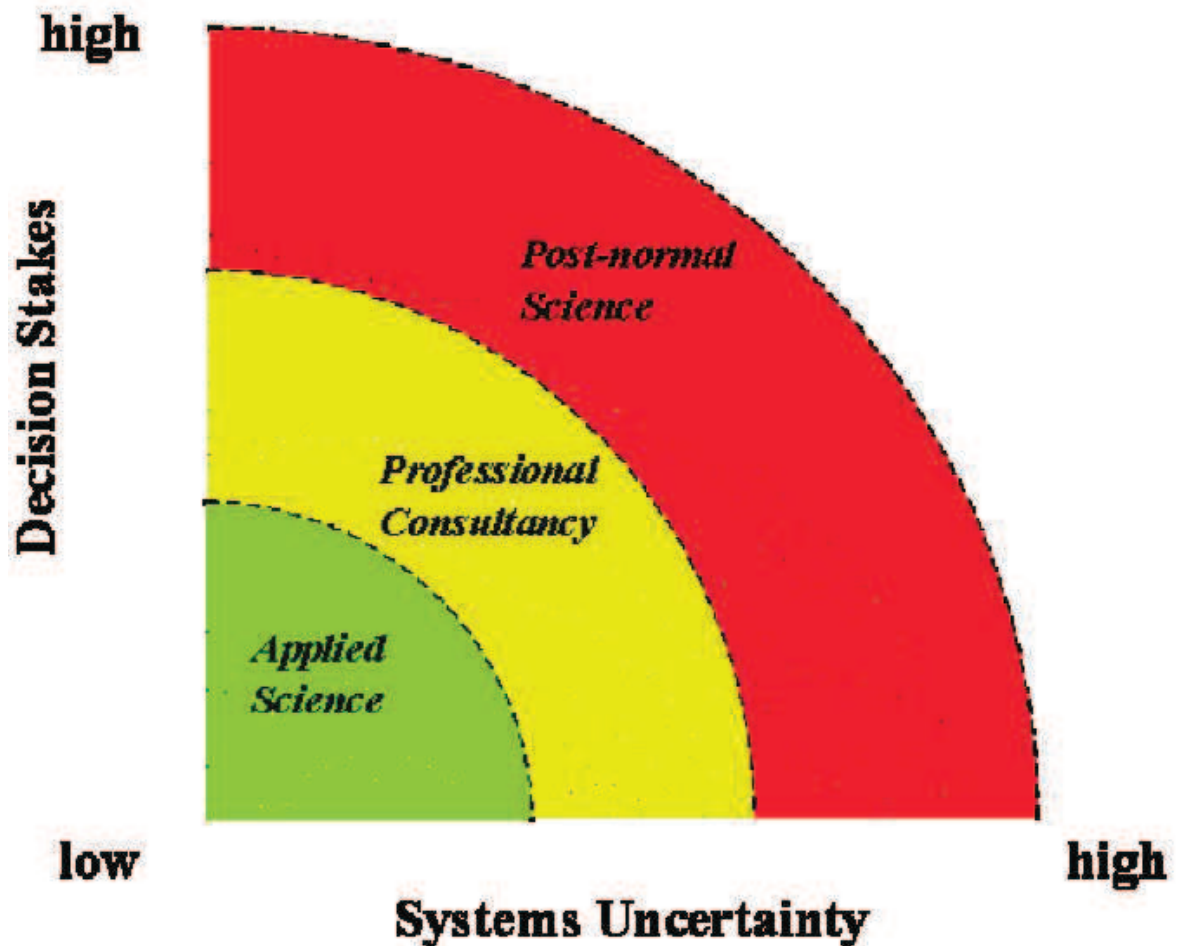 high
Decision Stakes
Post-normal
Science
Professional
Consultancy
Applied
Science
low
high
Systems Uncertainty